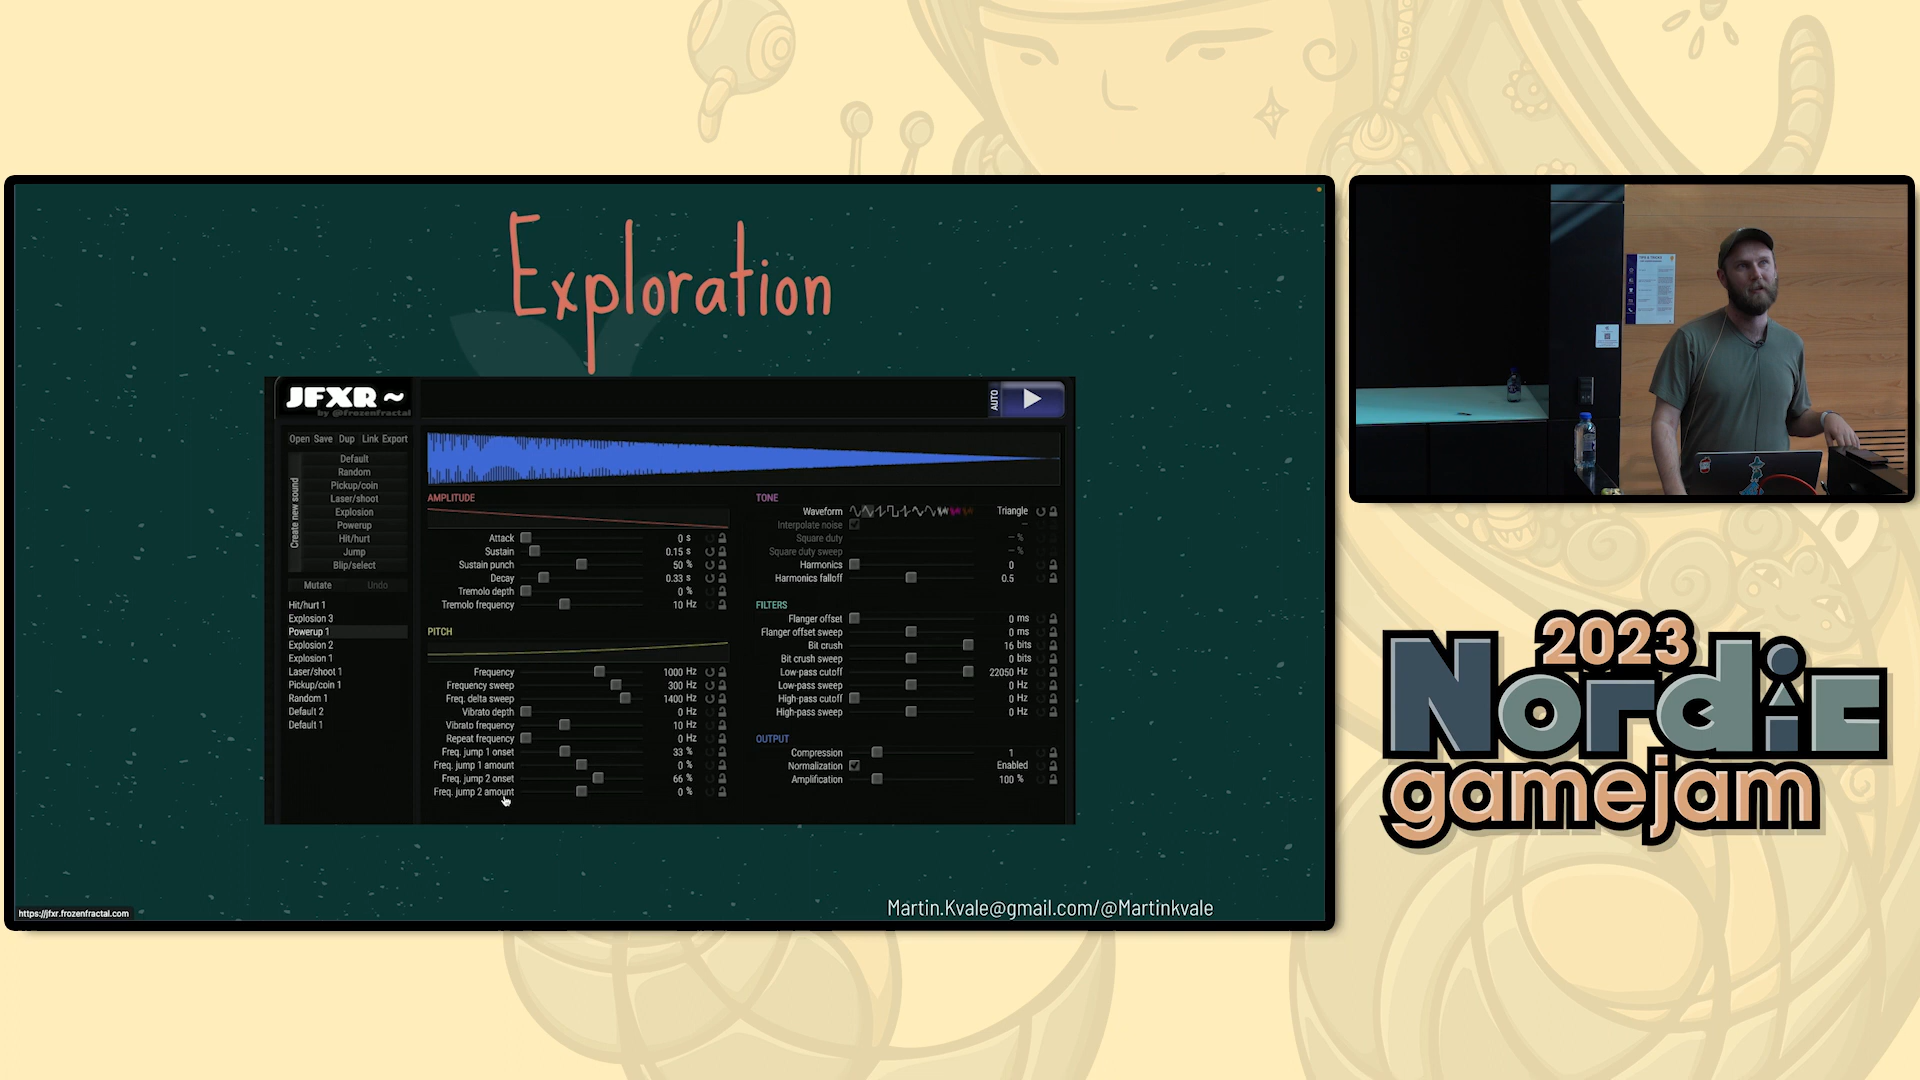 Exploration
JFXR ~
by @frozenfractal
AUTO
Open Save Dup Link Export
Create new sound
Default
Random
Pickup/coin
Laser/shoot
Explosion
Powerup
Hit/hurt
Jump
Blip/select
Mutate Undo
Hit/hurt 1
Explosion 3
Powerup 1
Explosion 2
Explosion 1
Laser/shoot 1
Pickup/coin 1
Random 1
Default 2
Default 1
AMPLITUDE
Attack 0 s
Sustain 0.15 s
Sustain punch 50 %
Decay 0.33 s
Tremolo depth 0 %
Tremolo frequency 10 Hz
PITCH
Frequency 1000 Hz
Frequency sweep 300 Hz
Freq. delta sweep 1400 Hz
Vibrato depth 0 Hz
Vibrato frequency 10 Hz
Repeat frequency 0 Hz
Freq. jump 1 onset 33 %
Freq. jump 1 amount 0 %
Freq. jump 2 onset 66 %
Freq. jump 2 amount 0 %
TONE
Waveform Triangle
Interpolate noise –
Square duty – %
Square duty sweep – %
Harmonics 0
Harmonics falloff 0.5
FILTERS
Flanger offset 0 ms
Flanger offset sweep 0 ms
Bit crush 16 bits
Bit crush sweep 0 bits
Low-pass cutoff 22050 Hz
Low-pass sweep 0 Hz
High-pass cutoff 0 Hz
High-pass sweep 0 Hz
OUTPUT
Compression 1
Normalization Enabled
Amplification 100 %
Martin.Kvale@gmail.com/@Martinkvale
https://jfxr.frozenfractal.com
2023
Nordic
gamejam